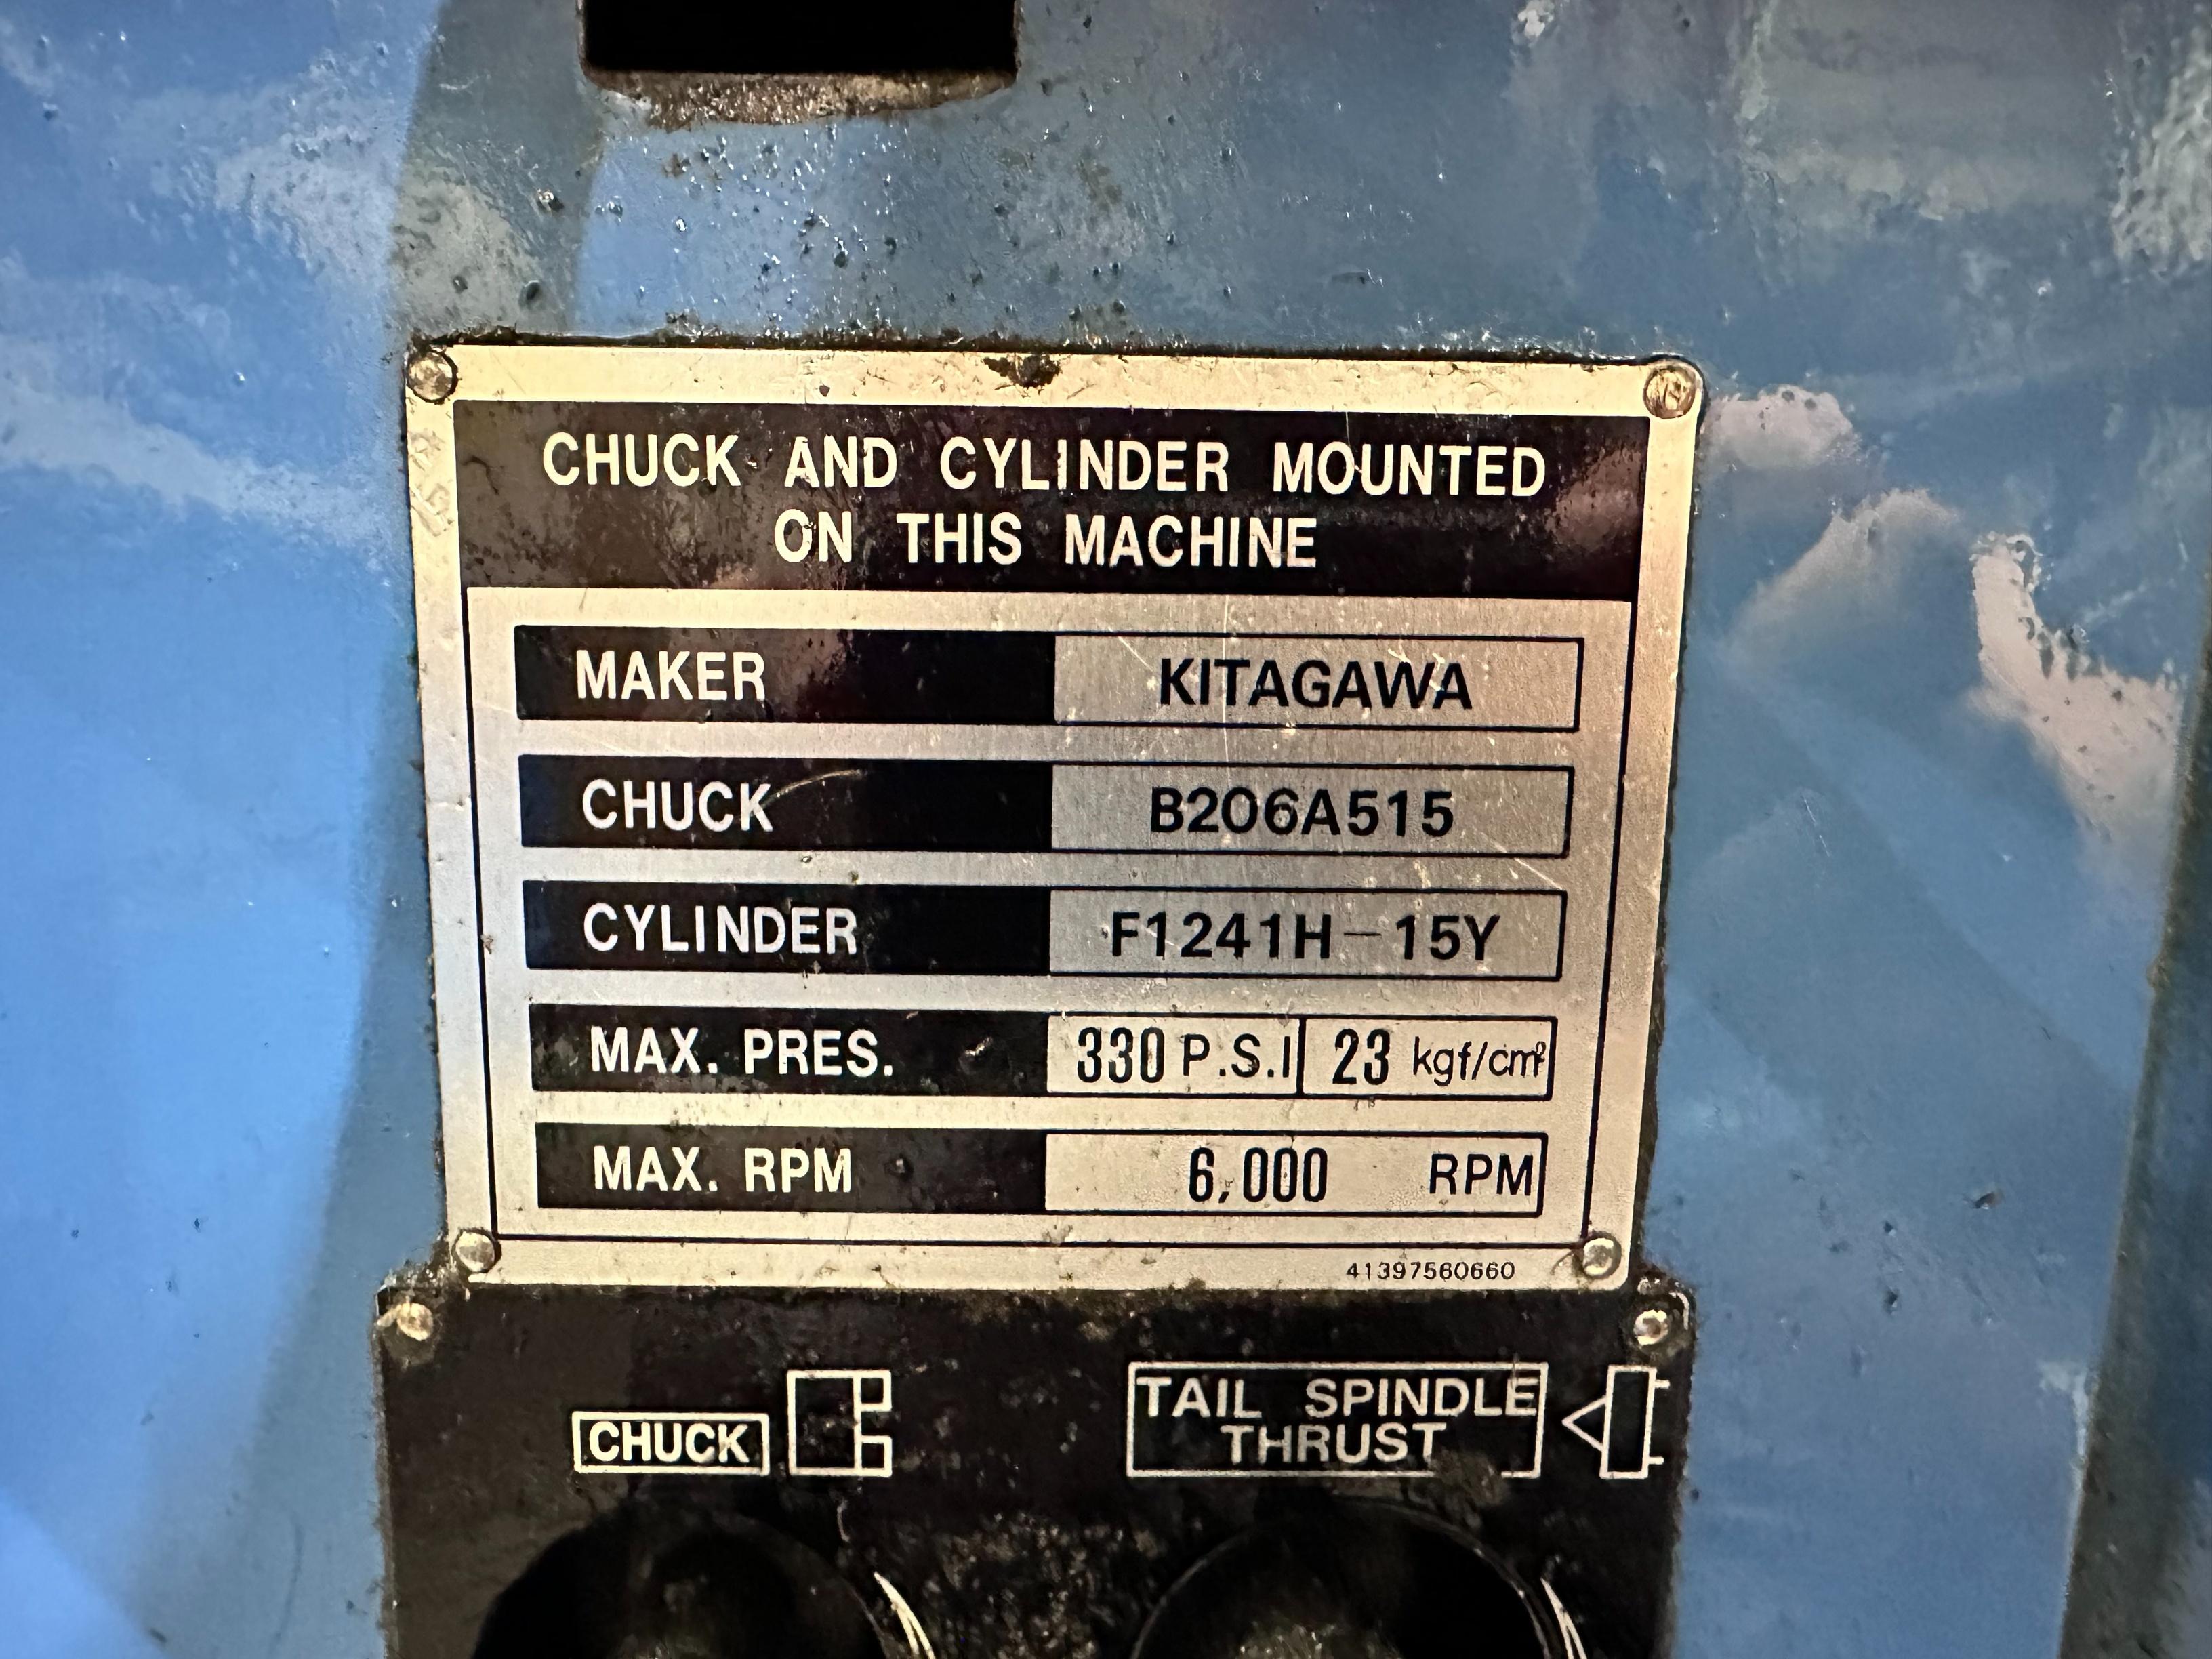 CHUCK AND CYLINDER MOUNTED
ON THIS MACHINE
MAKER KITAGAWA
CHUCK B206A515
CYLINDER F1241H-15Y
MAX. PRES. 330 P.S.I 23 kgf/cm²
MAX. RPM 6,000 RPM
41397560660
CHUCK
TAIL SPINDLE
THRUST